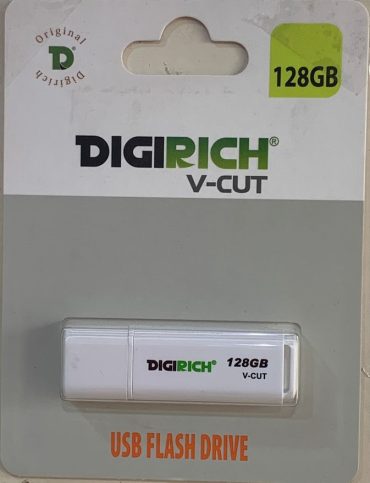 Original
D®
Digirich
128GB
DIGIRICH®
V-CUT
DIGIRICH® 128GB
V-CUT
USB FLASH DRIVE